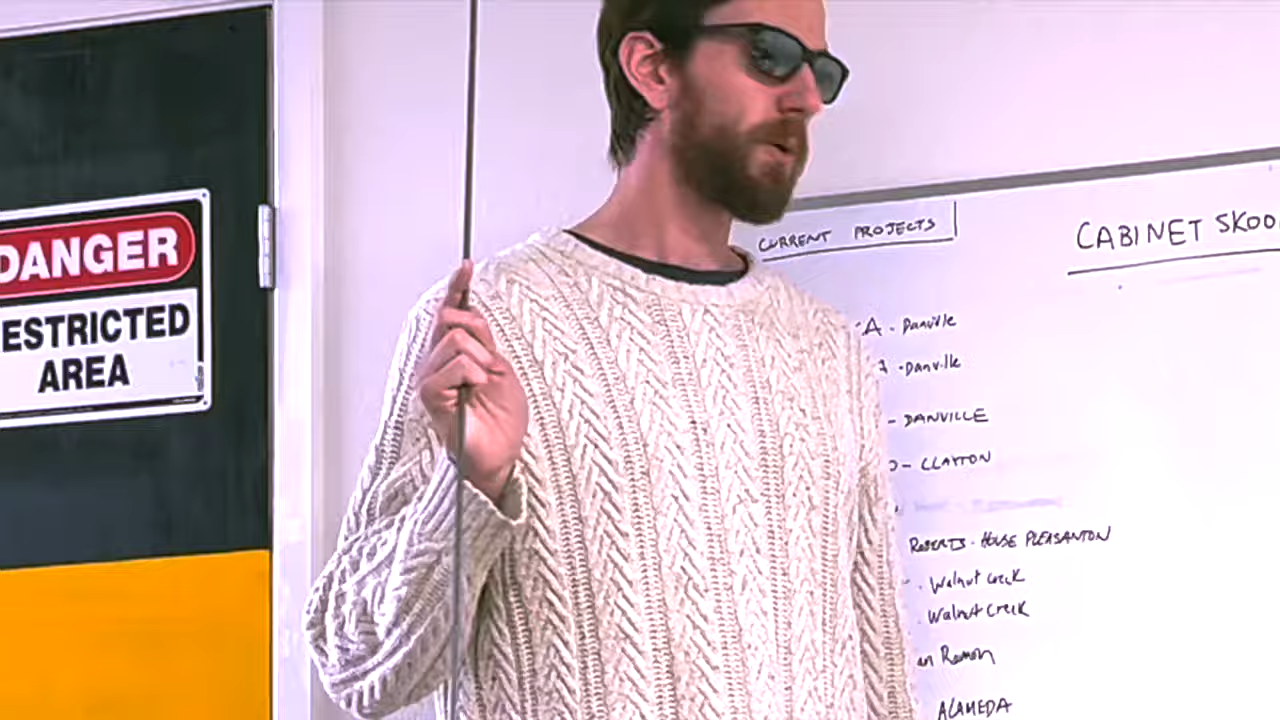 DANGER
ESTRICTED
AREA
CURRENT PROJECTS
CABINET SKOO
A - Danville
- Danville
- DANVILLE
- CLAYTON
ROBERTS - HOUSE PLEASANTON
- Walnut creek
Walnut Creek
an Ramon
ALAMEDA